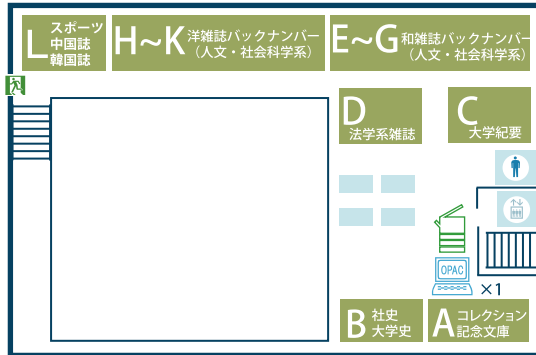 L スポーツ
中国誌
韓国誌
H～K 洋雑誌バックナンバー
（人文・社会科学系）
E～G 和雑誌バックナンバー
（人文・社会科学系）
D
法学系雑誌
C
大学紀要
OPAC
×1
B 社史
大学史
A コレクション
記念文庫